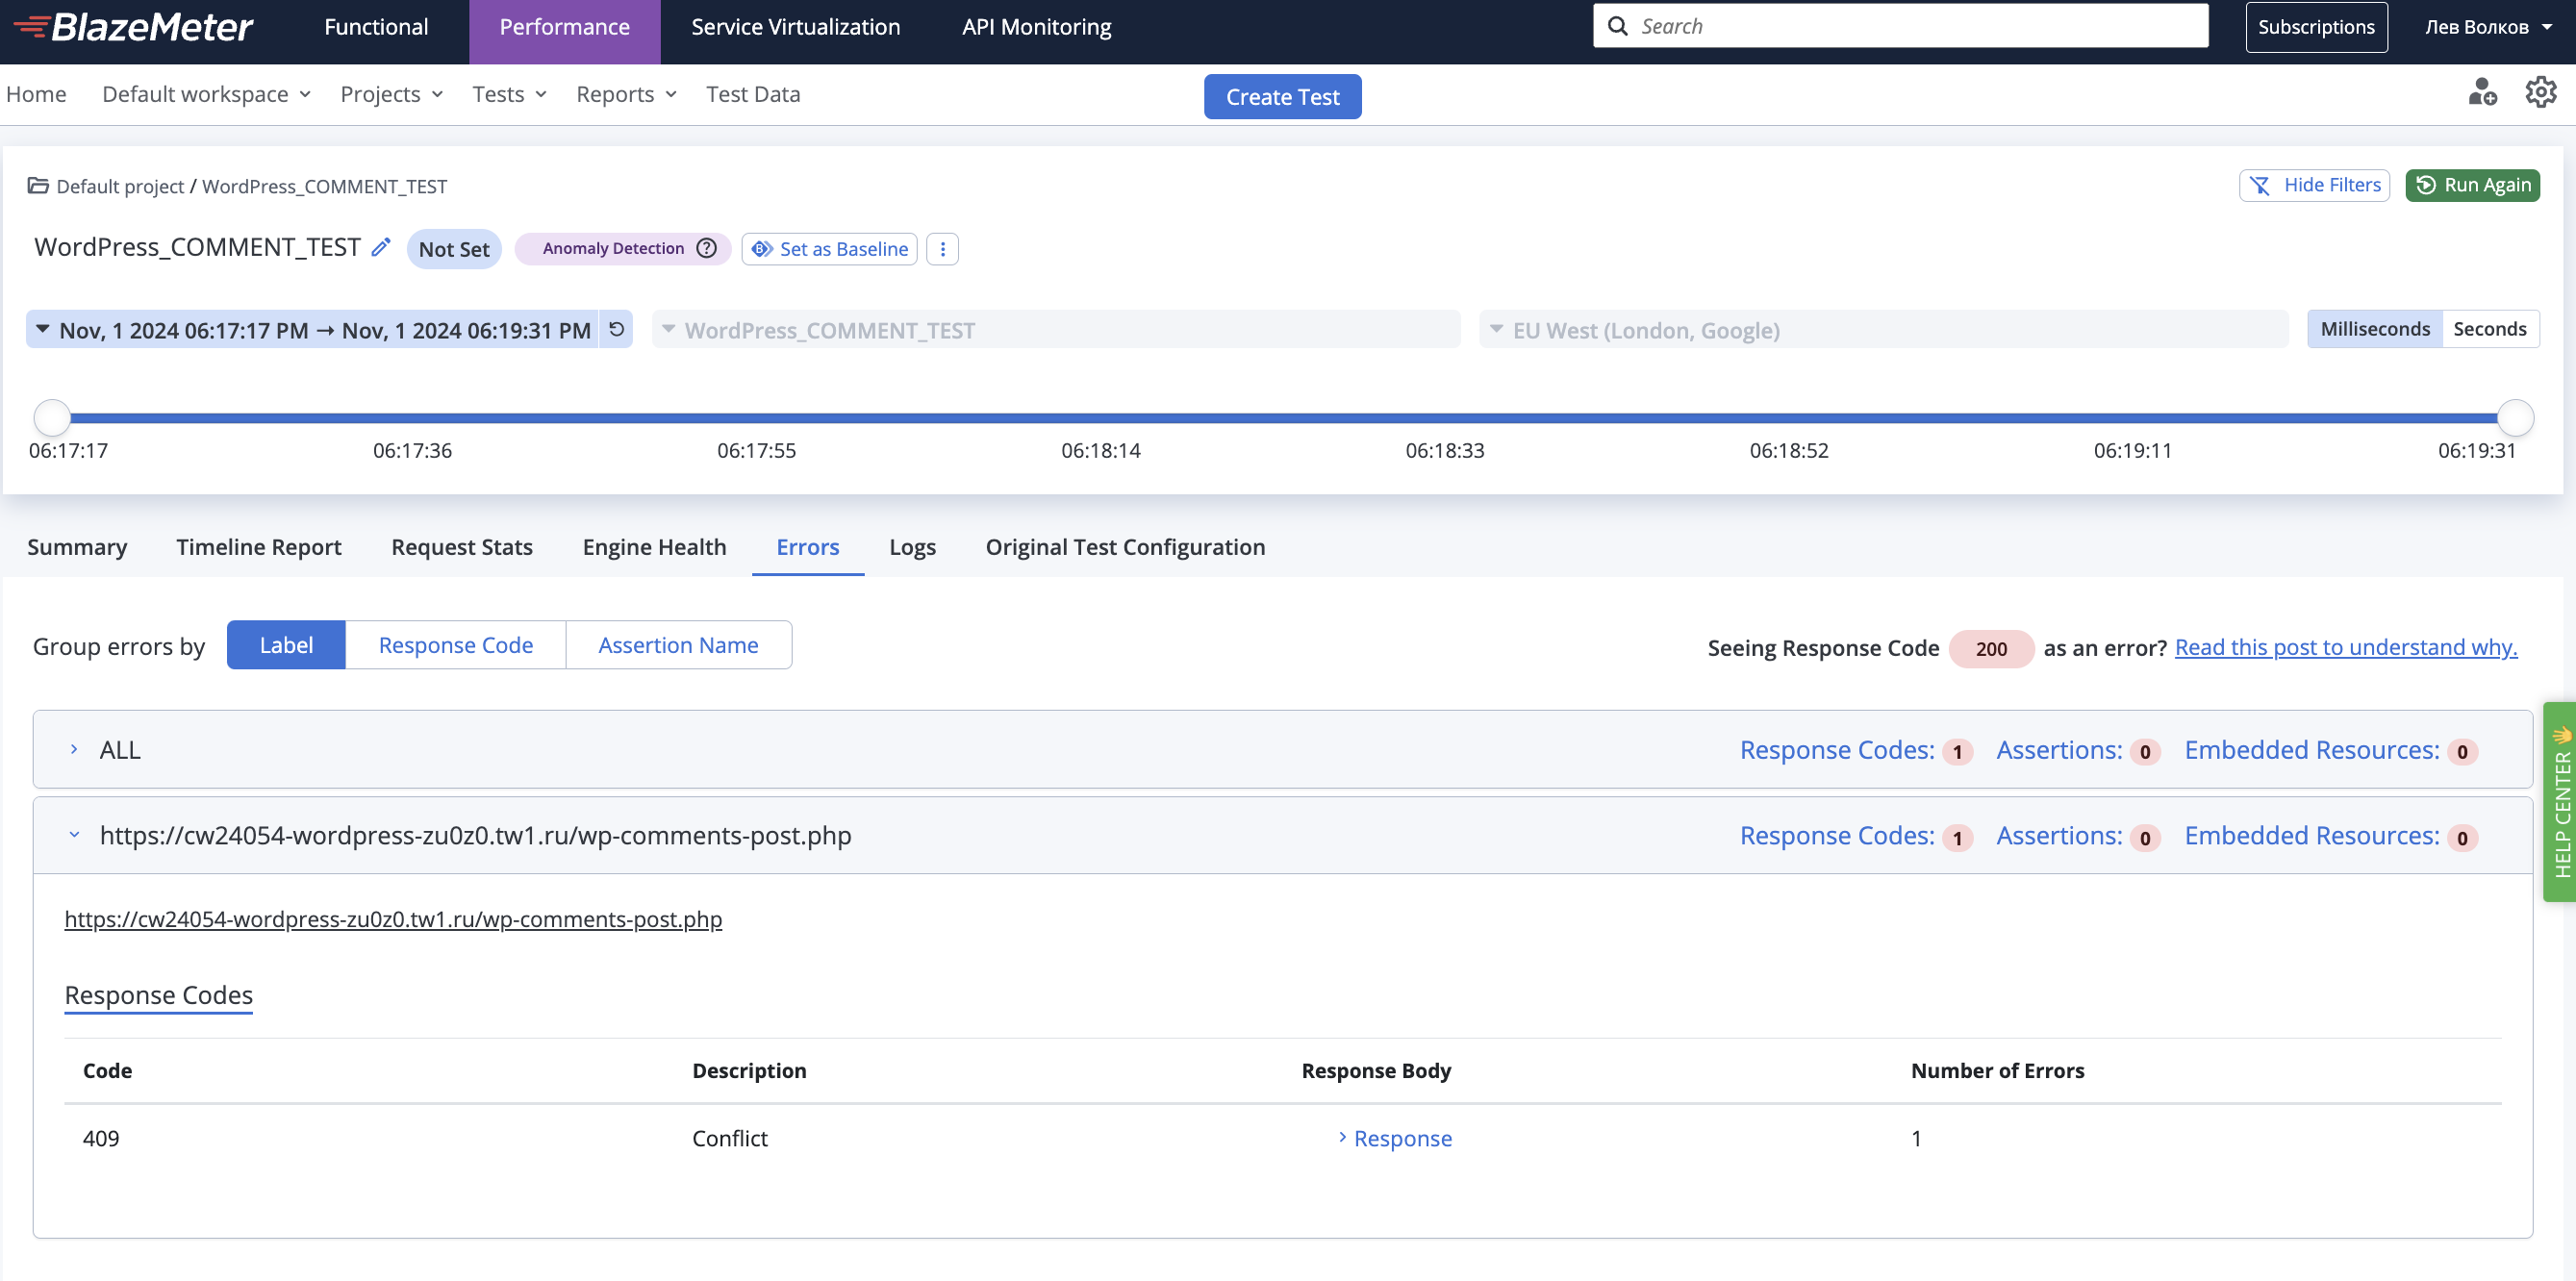 BlazeMeter Functional Performance Service Virtualization API Monitoring Search Subscriptions Лев Волков
Home Default workspace Projects Tests Reports Test Data Create Test
Default project / WordPress_COMMENT_TEST Hide Filters Run Again
WordPress_COMMENT_TEST Not Set Anomaly Detection ? Set as Baseline
Nov, 1 2024 06:17:17 PM → Nov, 1 2024 06:19:31 PM WordPress_COMMENT_TEST EU West (London, Google) Milliseconds Seconds
06:17:17 06:17:36 06:17:55 06:18:14 06:18:33 06:18:52 06:19:11 06:19:31
Summary Timeline Report Request Stats Engine Health Errors Logs Original Test Configuration
Group errors by Label Response Code Assertion Name Seeing Response Code 200 as an error? Read this post to understand why.
ALL Response Codes: 1 Assertions: 0 Embedded Resources: 0
https://cw24054-wordpress-zu0z0.tw1.ru/wp-comments-post.php Response Codes: 1 Assertions: 0 Embedded Resources: 0
HELP CENTER 👋
https://cw24054-wordpress-zu0z0.tw1.ru/wp-comments-post.php
Response Codes
Code Description Response Body Number of Errors
409 Conflict Response 1